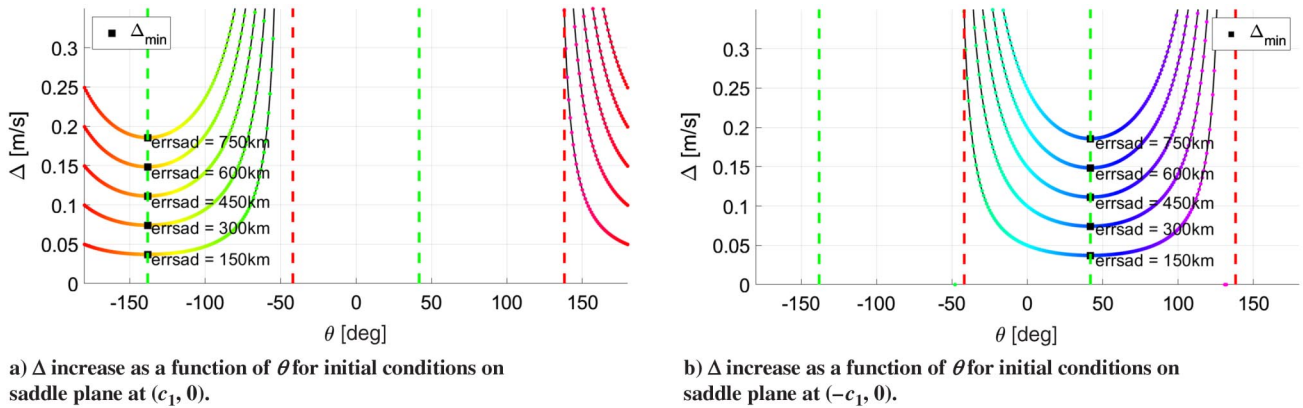 Δmin
0.3
0.25
0.2
0.15
0.1
0.05
0
Δ [m/s]
errsad = 750km
errsad = 600km
errsad = 450km
errsad = 300km
errsad = 150km
-150 -100 -50 0 50 100 150
θ [deg]
a) Δ increase as a function of θ for initial conditions on
saddle plane at (c₁, 0).
Δmin
0.3
0.25
0.2
0.15
0.1
0.05
0
Δ [m/s]
errsad = 750km
errsad = 600km
errsad = 450km
errsad = 300km
errsad = 150km
-150 -100 -50 0 50 100 150
θ [deg]
b) Δ increase as a function of θ for initial conditions on
saddle plane at (−c₁, 0).